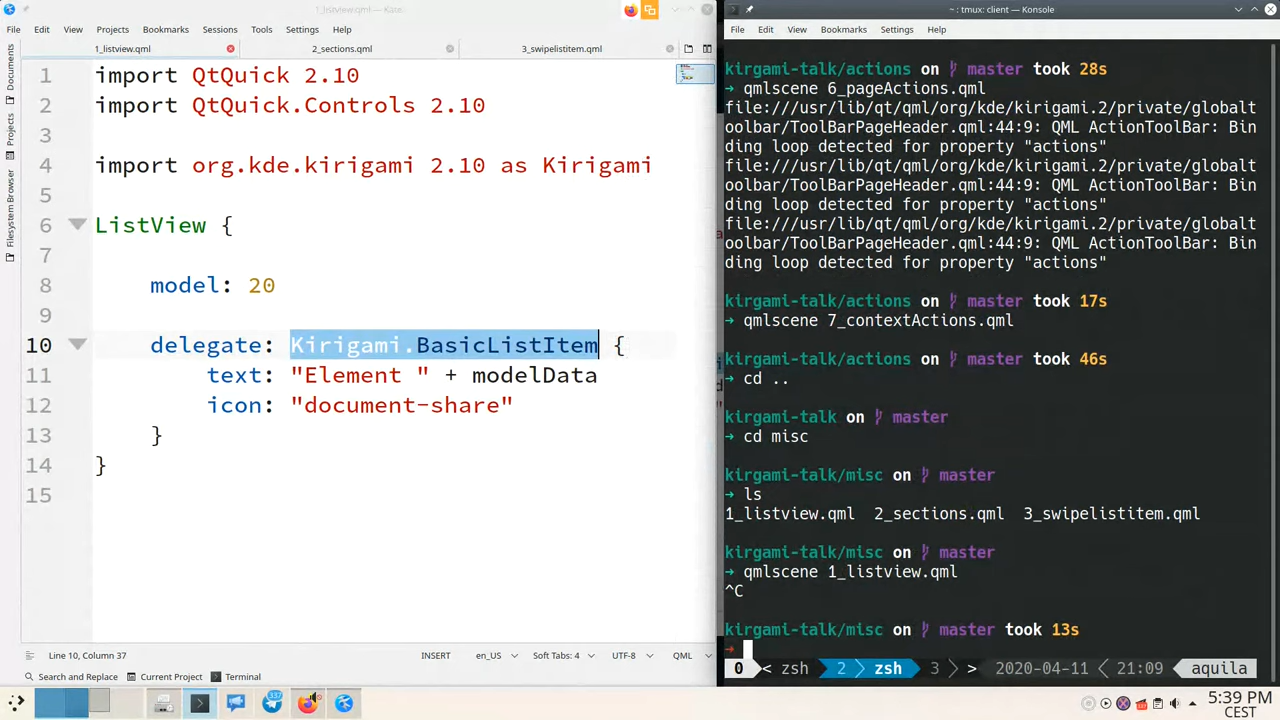 1_listview.qml — Kate
File Edit View Projects Bookmarks Sessions Tools Settings Help
1_listview.qml 2_sections.qml 3_swipelistitem.qml
Documents
Projects
Filesystem Browser
1 import QtQuick 2.10
2 import QtQuick.Controls 2.10
3
4 import org.kde.kirigami 2.10 as Kirigami
5
6 ListView {
7
8 model: 20
9
10 delegate: Kirigami.BasicListItem {
11 text: "Element " + modelData
12 icon: "document-share"
13 }
14 }
15
Line 10, Column 37 INSERT en_US Soft Tabs: 4 UTF-8 QML
Search and Replace Current Project Terminal
~ : tmux: client — Konsole
File Edit View Bookmarks Settings Help
kirgami-talk/actions on master took 28s
➜ qmlscene 6_pageActions.qml
file:///usr/lib/qt/qml/org/kde/kirigami.2/private/globalt
oolbar/ToolBarPageHeader.qml:44:9: QML ActionToolBar: Bin
ding loop detected for property "actions"
file:///usr/lib/qt/qml/org/kde/kirigami.2/private/globalt
oolbar/ToolBarPageHeader.qml:44:9: QML ActionToolBar: Bin
ding loop detected for property "actions"
file:///usr/lib/qt/qml/org/kde/kirigami.2/private/globalt
oolbar/ToolBarPageHeader.qml:44:9: QML ActionToolBar: Bin
ding loop detected for property "actions"
kirgami-talk/actions on master took 17s
➜ qmlscene 7_contextActions.qml
kirgami-talk/actions on master took 46s
➜ cd ..
kirgami-talk on master
➜ cd misc
kirgami-talk/misc on master
➜ ls
1_listview.qml 2_sections.qml 3_swipelistitem.qml
kirgami-talk/misc on master
➜ qmlscene 1_listview.qml
^C
kirgami-talk/misc on master took 13s
➜
0 < zsh 2 zsh 3 > 2020-04-11 < 21:09 aquila
337
5:39 PM
CEST